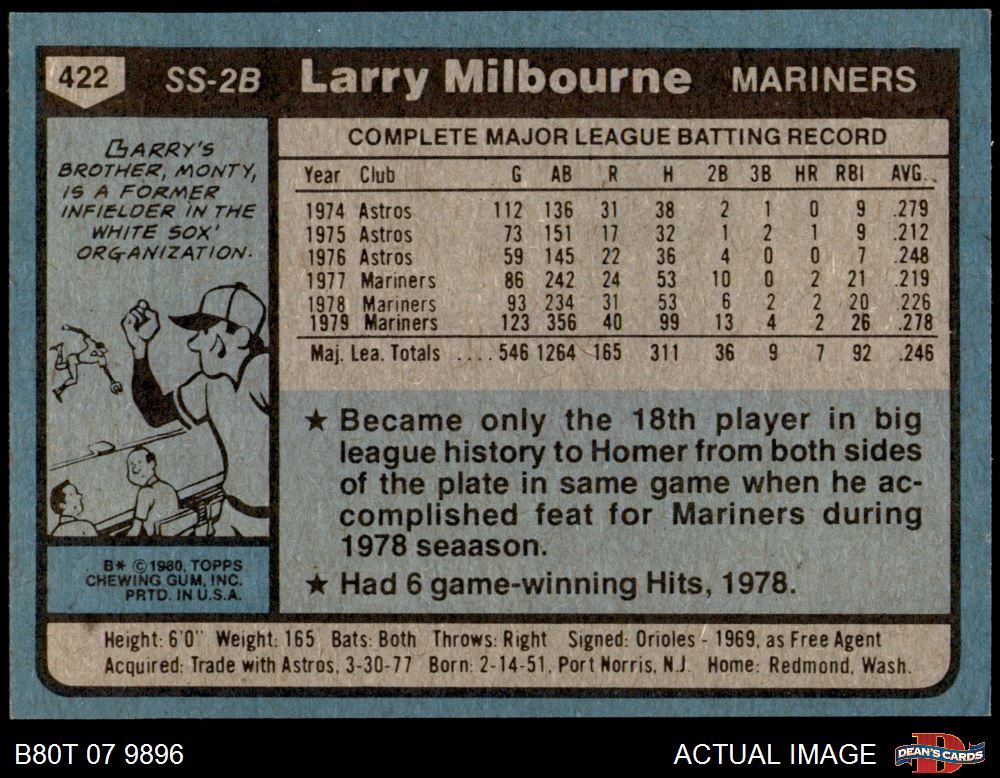 422 SS-2B Larry Milbourne MARINERS
LARRY'S
BROTHER, MONTY,
IS A FORMER
INFIELDER IN THE
WHITE SOX'
ORGANIZATION.
COMPLETE MAJOR LEAGUE BATTING RECORD
Year Club G AB R H 2B 3B HR RBI AVG.
1974 Astros 112 136 31 38 2 1 0 9 .279
1975 Astros 73 151 17 32 1 2 1 9 .212
1976 Astros 59 145 22 36 4 0 0 7 .248
1977 Mariners 86 242 24 53 10 0 2 21 .219
1978 Mariners 93 234 31 53 6 2 2 20 .226
1979 Mariners 123 356 40 99 13 4 2 26 .278
Maj. Lea. Totals .... 546 1264 165 311 36 9 7 92 .246
★ Became only the 18th player in big
league history to Homer from both sides
of the plate in same game when he ac-
complished feat for Mariners during
1978 seaason.
★ Had 6 game-winning Hits, 1978.
B* ©1980, TOPPS
CHEWING GUM, INC.
PRTD. IN U.S.A.
Height: 6'0" Weight: 165 Bats: Both Throws: Right Signed: Orioles - 1969, as Free Agent
Acquired: Trade with Astros, 3-30-77 Born: 2-14-51, Port Norris, N.J. Home: Redmond, Wash.
B80T 07 9896 ACTUAL IMAGE DEAN'S CARDS